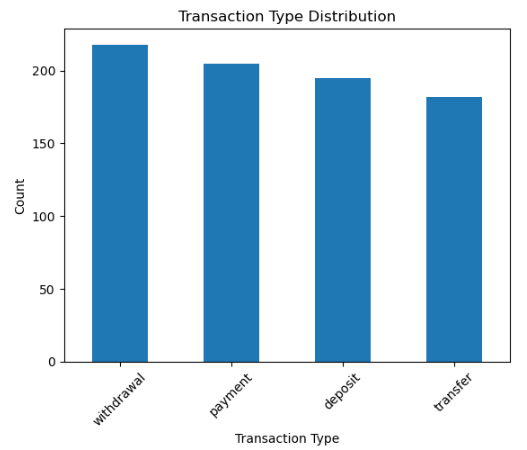 Transaction Type Distribution
Count
200
150
100
50
0
withdrawal
payment
deposit
transfer
Transaction Type